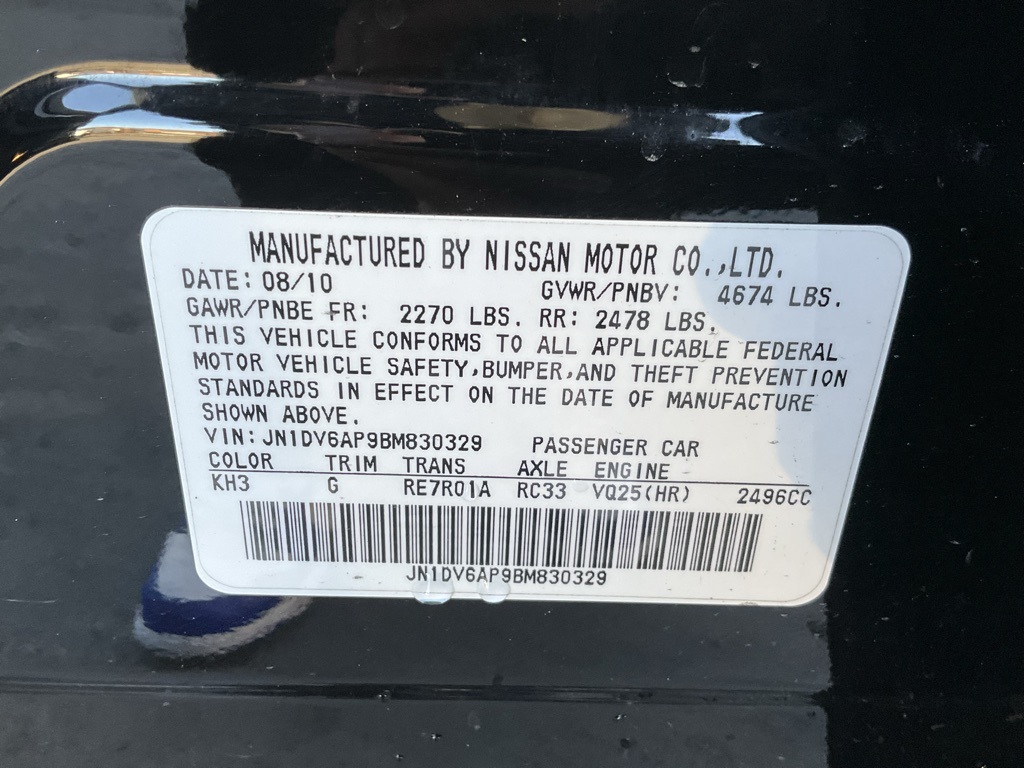 MANUFACTURED BY NISSAN MOTOR CO.,LTD.
DATE: 08/10 GVWR/PNBV: 4674 LBS.
GAWR/PNBE FR: 2270 LBS. RR: 2478 LBS.
THIS VEHICLE CONFORMS TO ALL APPLICABLE FEDERAL
MOTOR VEHICLE SAFETY,BUMPER,AND THEFT PREVENTION
STANDARDS IN EFFECT ON THE DATE OF MANUFACTURE
SHOWN ABOVE.
VIN: JN1DV6AP9BM830329 PASSENGER CAR
COLOR TRIM TRANS AXLE ENGINE
KH3 G RE7R01A RC33 VQ25(HR) 2496CC
JN1DV6AP9BM830329